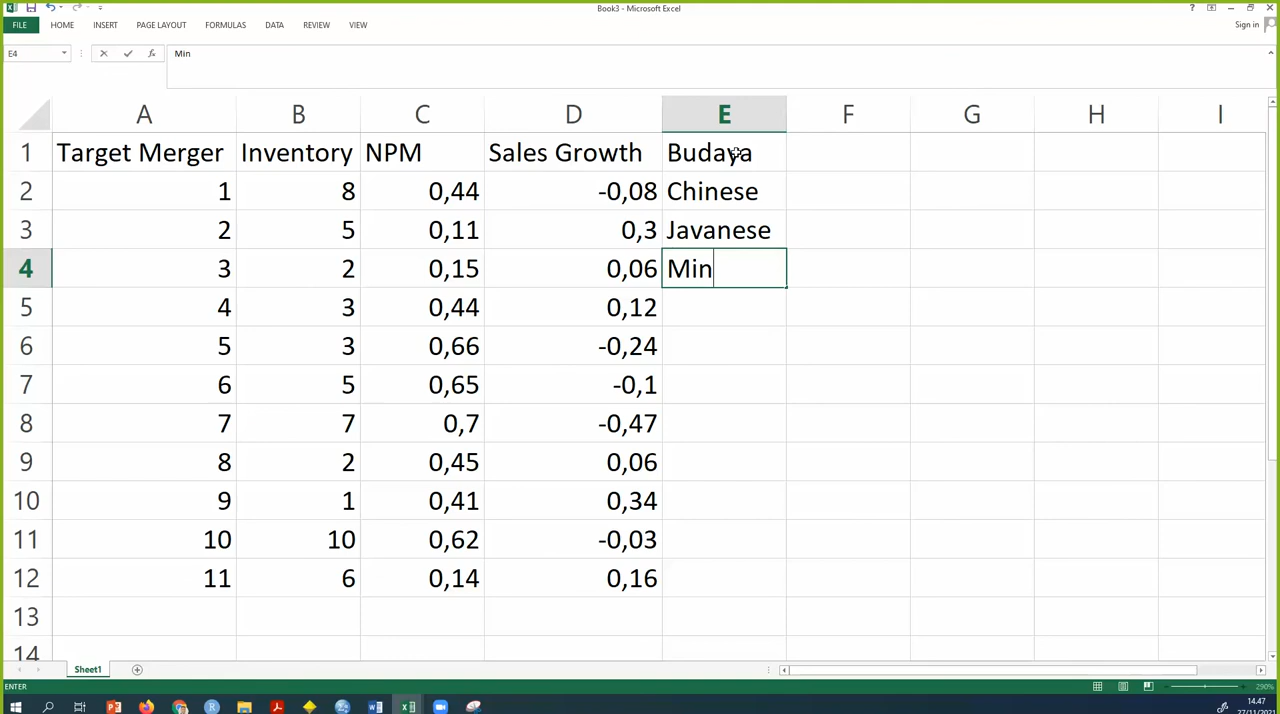 Book3 - Microsoft Excel
FILE HOME INSERT PAGE LAYOUT FORMULAS DATA REVIEW VIEW Sign in
E4 fx Min
A B C D E F G H I
1 Target Merger Inventory NPM Sales Growth Budaya
2 1 8 0,44 -0,08 Chinese
3 2 5 0,11 0,3 Javanese
4 3 2 0,15 0,06 Min
5 4 3 0,44 0,12
6 5 3 0,66 -0,24
7 6 5 0,65 -0,1
8 7 7 0,7 -0,47
9 8 2 0,45 0,06
10 9 1 0,41 0,34
11 10 10 0,62 -0,03
12 11 6 0,14 0,16
13
14
Sheet1
ENTER 290%
14.47
27/11/2021